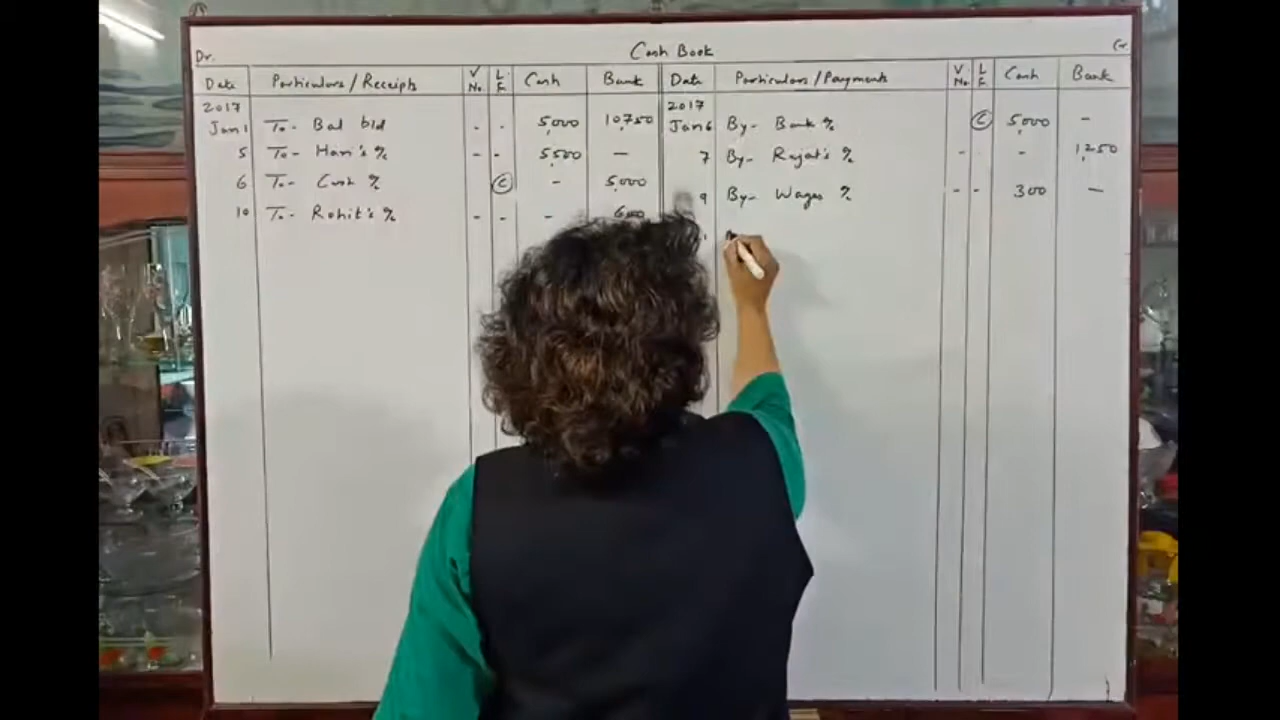 Cash Book
Dr. Cr.
Date Particulars/Receipts V. No. L.F. Cash Bank Date Particulars/Payments V. No. L.F. Cash Bank
2017 2017
Jan 1 To- Bal b/d - - 5,000 10,750 Jan 6 By- Bank % C 5,000 -
5 To- Hari's % - - 5,500 - 7 By- Rajat's % - - 1,250
6 To- Cash % C - 5,000 9 By- Wages % - - 300 -
10 To- Rohit's % - - -